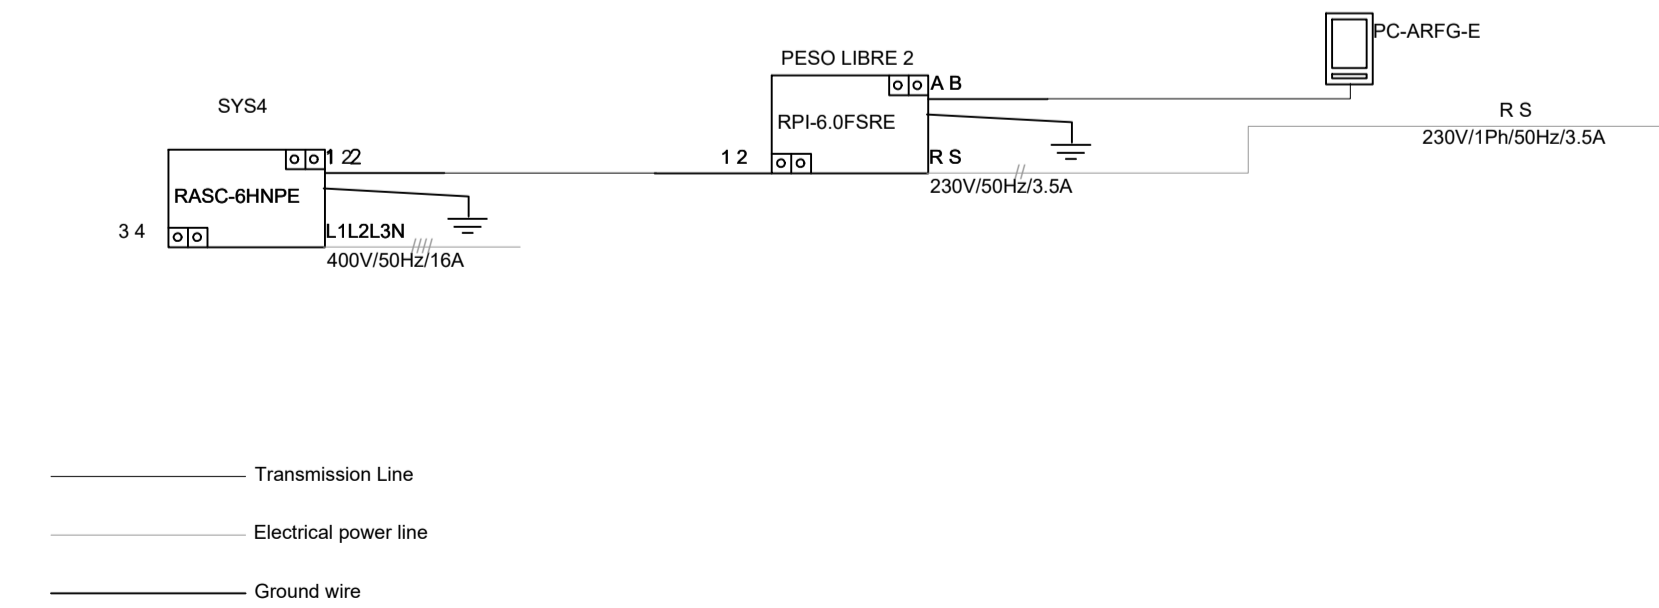 PC-ARFG-E
PESO LIBRE 2
A B
SYS4
R S
RPI-6.0FSRE
230V/1Ph/50Hz/3.5A
1 22
1 2
R S
RASC-6HNPE
230V/50Hz/3.5A
3 4
L1L2L3N
400V/50Hz/16A
Transmission Line
Electrical power line
Ground wire